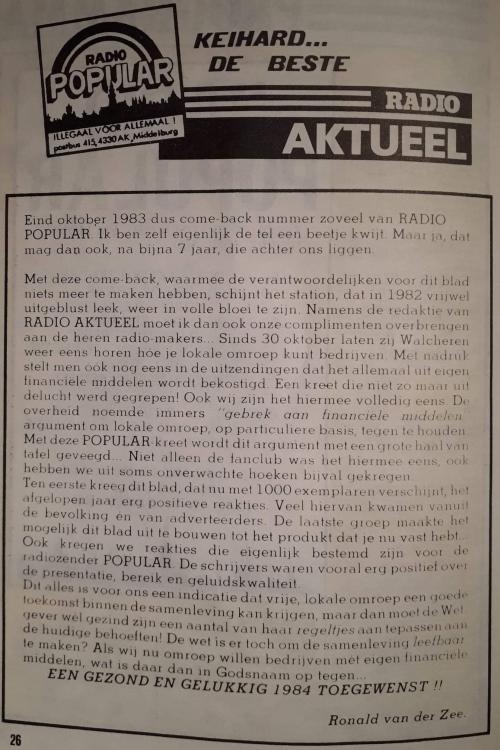 RADIO
POPULAR
ILLEGAAL VOOR ALLEMAAL !
postbus 415, 4330 AK, Middelburg
KEIHARD...
DE BESTE
RADIO
AKTUEEL
Eind oktober 1983 dus come-back nummer zoveel van RADIO
POPULAR. Ik ben zelf eigenlijk de tel een beetje kwijt. Maar ja, dat
mag dan ook, na bijna 7 jaar, die achter ons liggen.
Met deze come-back, waarmee de verantwoordelijken voor dit blad
niets meer te maken hebben, schijnt het station, dat in 1982 vrijwel
uitgeblust leek, weer in volle bloei te zijn. Namens de redaktie van
RADIO AKTUEEL moet ik dan ook onze complimenten overbrengen
aan de heren radio-makers... Sinds 30 oktober laten zij Walcheren
weer eens horen hoe je lokale omroep kunt bedrijven. Met nadruk
stelt men ook nog eens in de uitzendingen dat het allemaal uit eigen
financiële middelen wordt bekostigd. Een kreet die niet zo maar uit
delucht werd gegrepen! Ook wij zijn het hiermee volledig eens. De
overheid noemde immers "gebrek aan financiele middelen"
argument om lokale omroep, op particuliere basis, tegen te houden.
Met deze POPULAR-kreet wordt dit argument met een grote haal van
tafel geveegd... Niet alleen de fanclub was het hiermee eens, ook
hebben we uit soms onverwachte hoeken bijval gekregen.
Ten eerste kreeg dit blad, dat nu met 1000 exemplaren verschijnt, het
afgelopen jaar erg positieve reakties. Veel hiervan kwamen vanuit
de bevolking en van adverteerders. De laatste groep maakte het
mogelijk dit blad uit te bouwen tot het produkt dat je nu vast hebt...
Ook kregen we reakties die eigenlijk bestemd zijn voor de
radiozender POPULAR. De schrijvers waren vooral erg positief over
de presentatie, bereik en geluidskwaliteit.
Dit alles is voor ons een indicatie dat vrije, lokale omroep een goede
toekomst binnen de samenleving kan krijgen, maar dan moet de Wet
gever wel gezind zijn een aantal van haar regeltjes aan te passen aan
de huidige behoeften! De wet is er toch om de samenleving leefbaar
te maken? Als wij nu omroep willen bedrijven met eigen financiële
middelen, wat is daar dan in Godsnaam op tegen...
EEN GEZOND EN GELUKKIG 1984 TOEGEWENST !!
Ronald van der Zee.
26